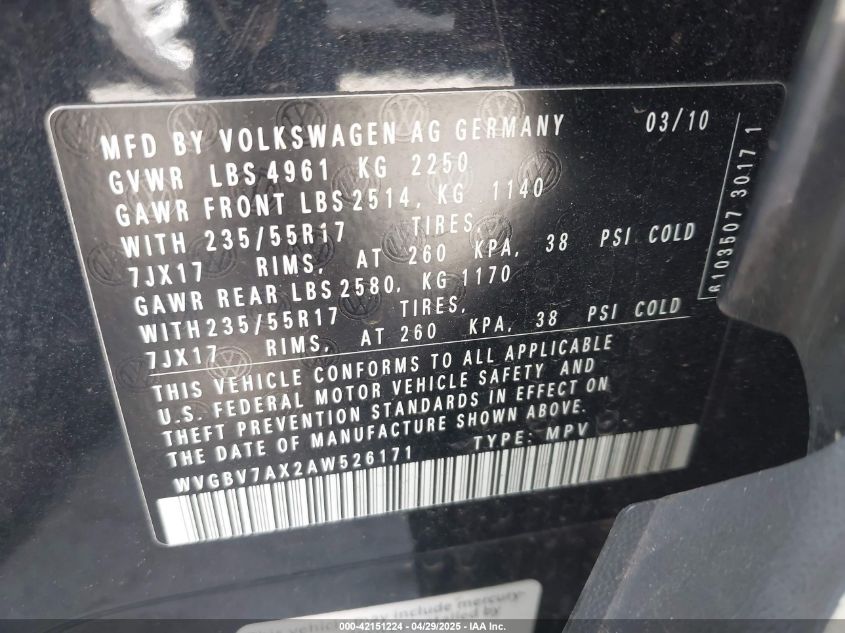 MFD BY VOLKSWAGEN AG GERMANY 03/10
GVWR LBS 4961 KG 2250
GAWR FRONT LBS 2514, KG 1140
WITH 235/55R17 TIRES,
7JX17 RIMS, AT 260 KPA, 38 PSI COLD
GAWR REAR LBS 2580, KG 1170
WITH 235/55R17 TIRES,
7JX17 RIMS, AT 260 KPA, 38 PSI COLD
THIS VEHICLE CONFORMS TO ALL APPLICABLE
U.S. FEDERAL MOTOR VEHICLE SAFETY AND
THEFT PREVENTION STANDARDS IN EFFECT ON
THE DATE OF MANUFACTURE SHOWN ABOVE.
WVGBV7AX2AW526171 TYPE: MPV
R103507 30171
may include mercury-
000-42151224 | 04/29/2025 - IAA Inc.